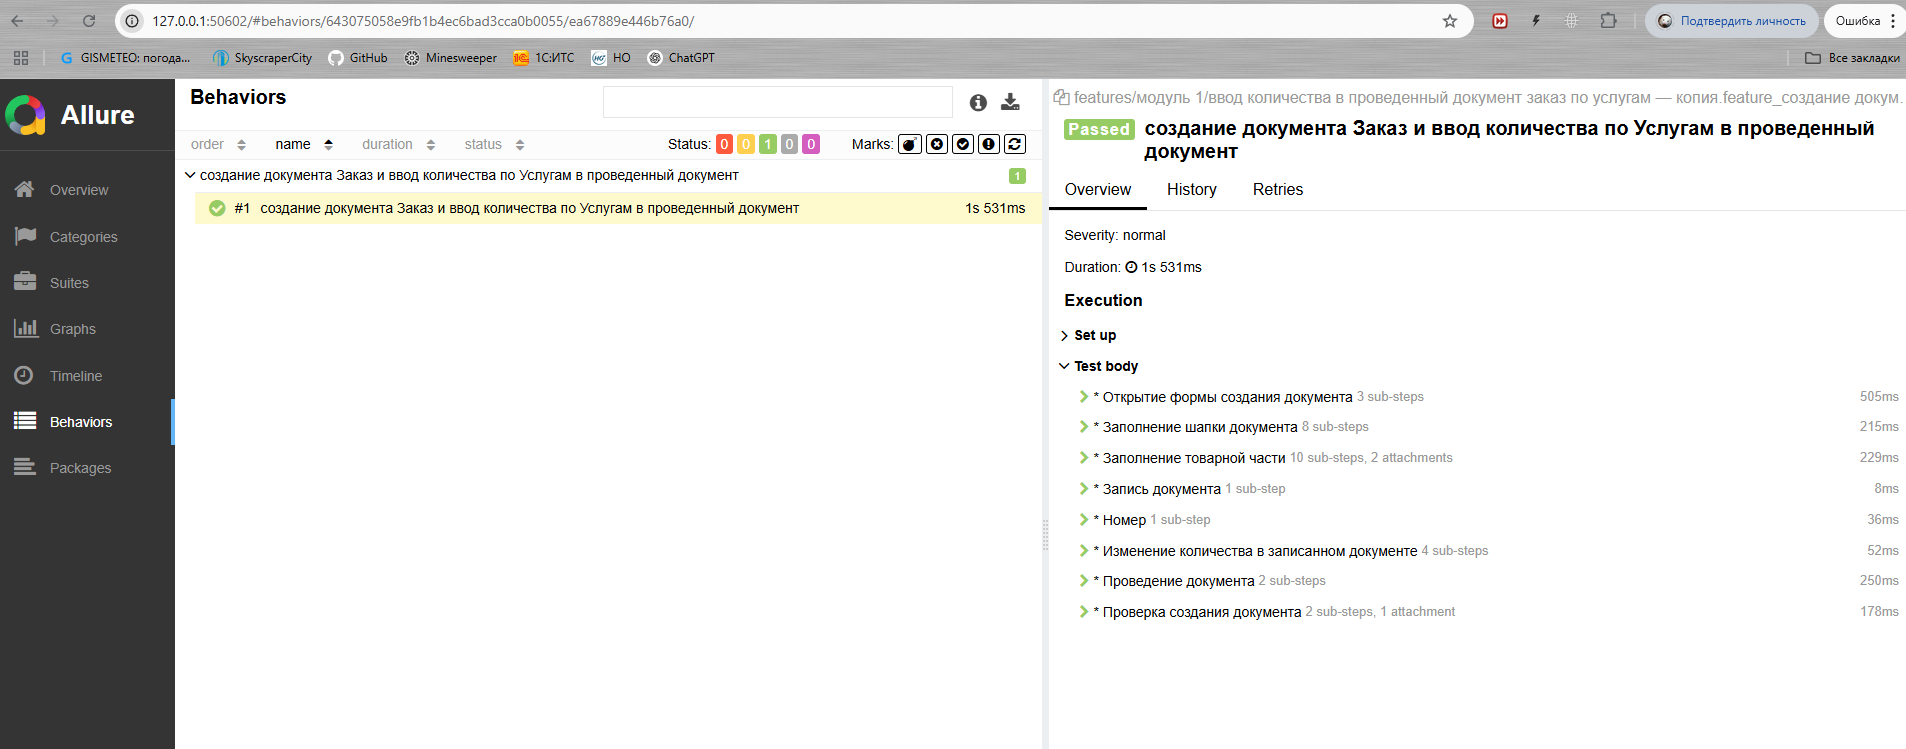 127.0.0.1:50602/#behaviors/643075058e9fb1b4ec6bad3cca0b0055/ea67889e446b76a0/
Подтвердить личность
Ошибка
GISMETEO: погода...
SkyscraperCity
GitHub
Minesweeper
1С:ИТС
НО
ChatGPT
Все закладки
Allure
Overview
Categories
Suites
Graphs
Timeline
Behaviors
Packages
Behaviors
order name duration status Status: 0 0 1 0 0 Marks:
создание документа Заказ и ввод количества по Услугам в проведенный документ 1
#1 создание документа Заказ и ввод количества по Услугам в проведенный документ 1s 531ms
features/модуль 1/ввод количества в проведенный документ заказ по услугам — копия.feature_создание докум.
Passed создание документа Заказ и ввод количества по Услугам в проведенный
документ
Overview History Retries
Severity: normal
Duration: 1s 531ms
Execution
Set up
Test body
* Открытие формы создания документа 3 sub-steps 505ms
* Заполнение шапки документа 8 sub-steps 215ms
* Заполнение товарной части 10 sub-steps, 2 attachments 229ms
* Запись документа 1 sub-step 8ms
* Номер 1 sub-step 36ms
* Изменение количества в записанном документе 4 sub-steps 52ms
* Проведение документа 2 sub-steps 250ms
* Проверка создания документа 2 sub-steps, 1 attachment 178ms